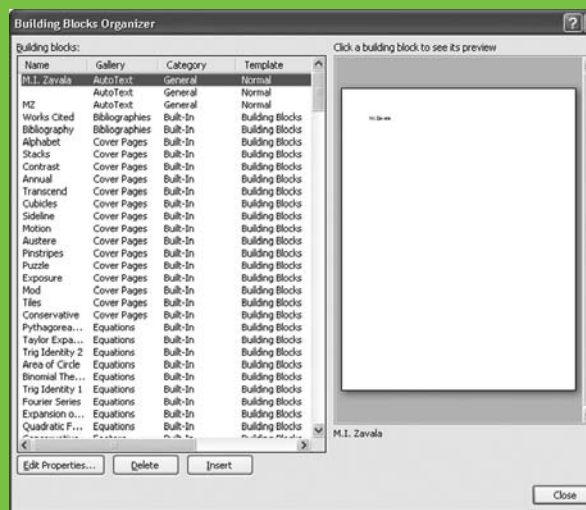 Building Blocks Organizer
Building blocks:
Click a building block to see its preview
Name Gallery Category Template
M.I. Zavala AutoText General Normal
AutoText General Normal
MZ AutoText General Normal
Works Cited Bibliographies Built-In Building Blocks
Bibliography Bibliographies Built-In Building Blocks
Alphabet Cover Pages Built-In Building Blocks
Stacks Cover Pages Built-In Building Blocks
Contrast Cover Pages Built-In Building Blocks
Annual Cover Pages Built-In Building Blocks
Transcend Cover Pages Built-In Building Blocks
Cubicles Cover Pages Built-In Building Blocks
Sideline Cover Pages Built-In Building Blocks
Motion Cover Pages Built-In Building Blocks
Austere Cover Pages Built-In Building Blocks
Pinstripes Cover Pages Built-In Building Blocks
Puzzle Cover Pages Built-In Building Blocks
Exposure Cover Pages Built-In Building Blocks
Mod Cover Pages Built-In Building Blocks
Tiles Cover Pages Built-In Building Blocks
Conservative Cover Pages Built-In Building Blocks
Pythagorea... Equations Built-In Building Blocks
Taylor Expa... Equations Built-In Building Blocks
Trig Identity 2 Equations Built-In Building Blocks
Area of Circle Equations Built-In Building Blocks
Binomial The... Equations Built-In Building Blocks
Trig Identity 1 Equations Built-In Building Blocks
Fourier Series Equations Built-In Building Blocks
Expansion o... Equations Built-In Building Blocks
Quadratic F... Equations Built-In Building Blocks
M.I. Zavala
Edit Properties... Delete Insert
Close